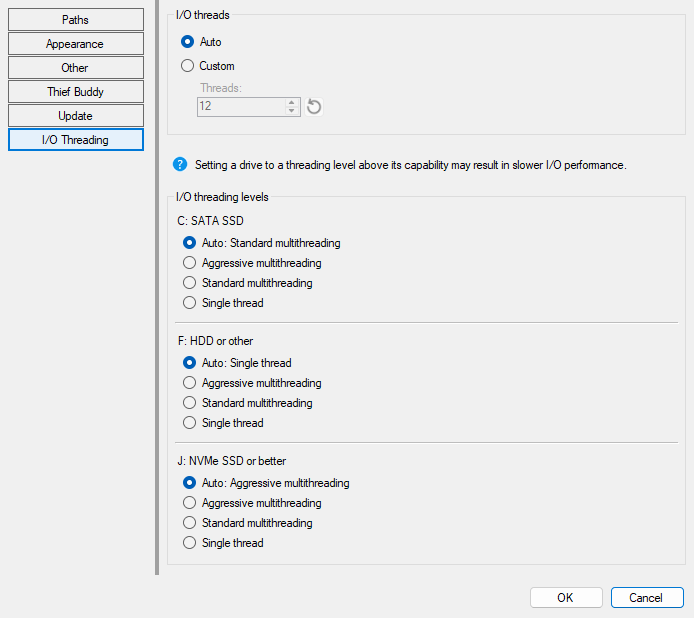 Paths
Appearance
Other
Thief Buddy
Update
I/O Threading
I/O threads
Auto
Custom
Threads:
12
Setting a drive to a threading level above its capability may result in slower I/O performance.
I/O threading levels
C: SATA SSD
Auto: Standard multithreading
Aggressive multithreading
Standard multithreading
Single thread
F: HDD or other
Auto: Single thread
Aggressive multithreading
Standard multithreading
Single thread
J: NVMe SSD or better
Auto: Aggressive multithreading
Aggressive multithreading
Standard multithreading
Single thread
OK
Cancel